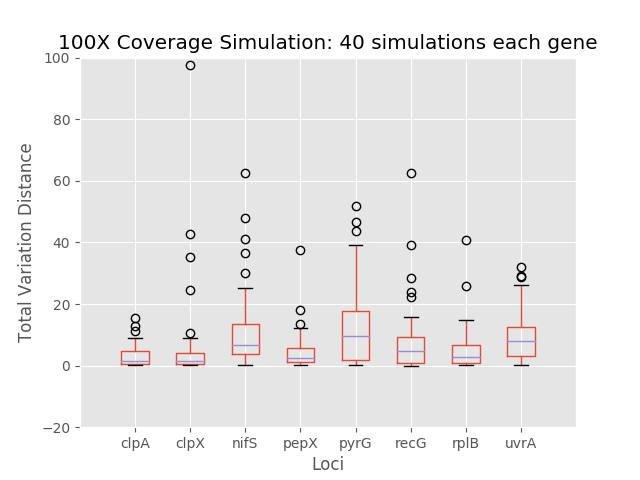 100X Coverage Simulation: 40 simulations each gene
100
80
60
40
20
0
−20
Total Variation Distance
clpA clpX nifS pepX pyrG recG rplB uvrA
Loci